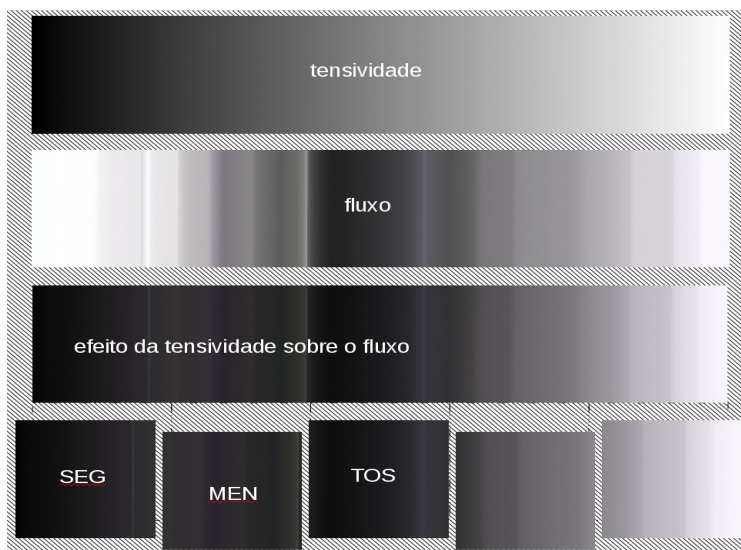 tensividade
fluxo
efeito da tensividade sobre o fluxo
SEG
MEN
TOS